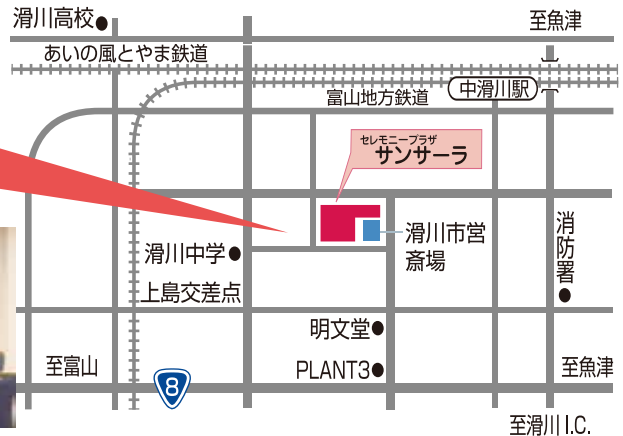 滑川高校
至魚津
あいの風とやま鉄道
中滑川駅
富山地方鉄道
セレモニープラザ
サンサーラ
滑川市営
斎場
消防署
滑川中学
上島交差点
明文堂
PLANT3
至富山
8
至魚津
至滑川I.C.